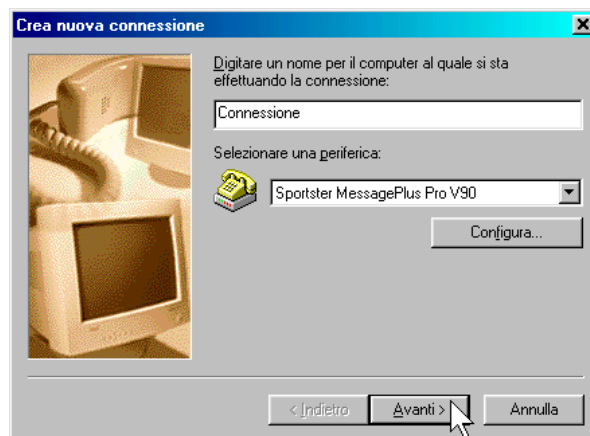 Crea nuova connessione
Digitare un nome per il computer al quale si sta
effettuando la connessione:
Connessione
Selezionare una periferica:
Sportster MessagePlus Pro V90
Configura...
< Indietro
Avanti >
Annulla